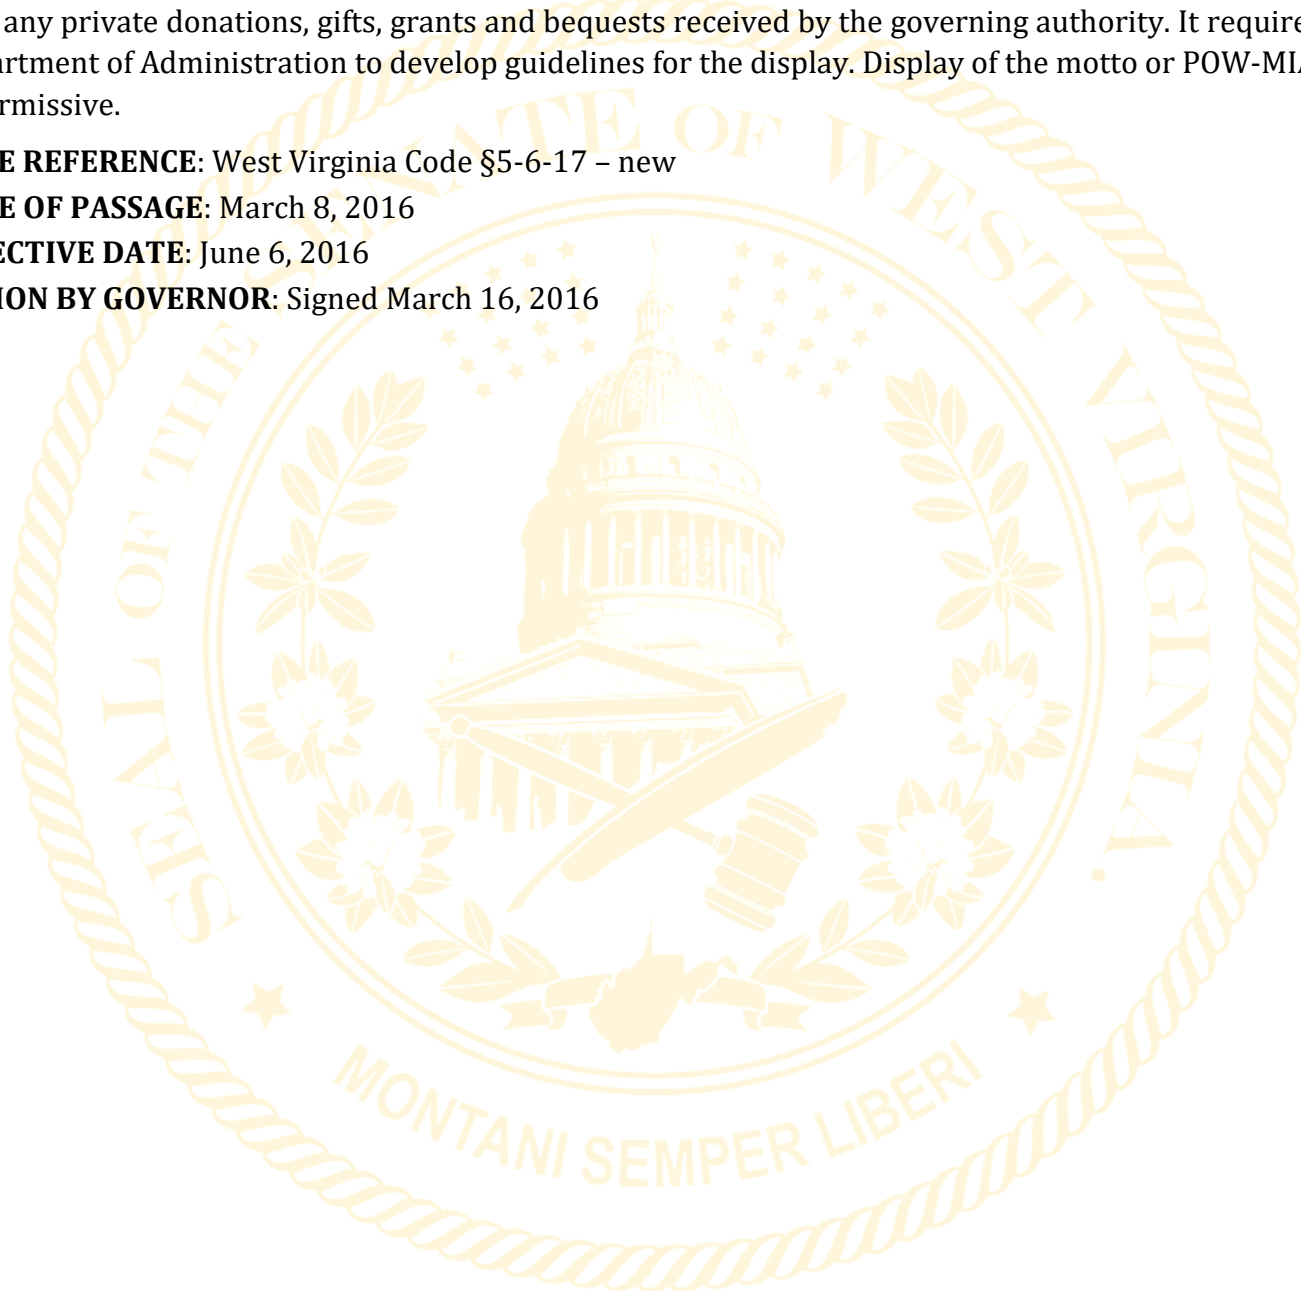 any private donations, gifts, grants and bequests received by the governing authority. It require
artment of Administration to develop guidelines for the display. Display of the motto or POW-MIA
rmissive.
E REFERENCE: West Virginia Code §5-6-17 – new
E OF PASSAGE: March 8, 2016
ECTIVE DATE: June 6, 2016
ION BY GOVERNOR: Signed March 16, 2016
SEAL OF THE SENATE OF WEST VIRGINIA
MONTANI SEMPER LIBERI